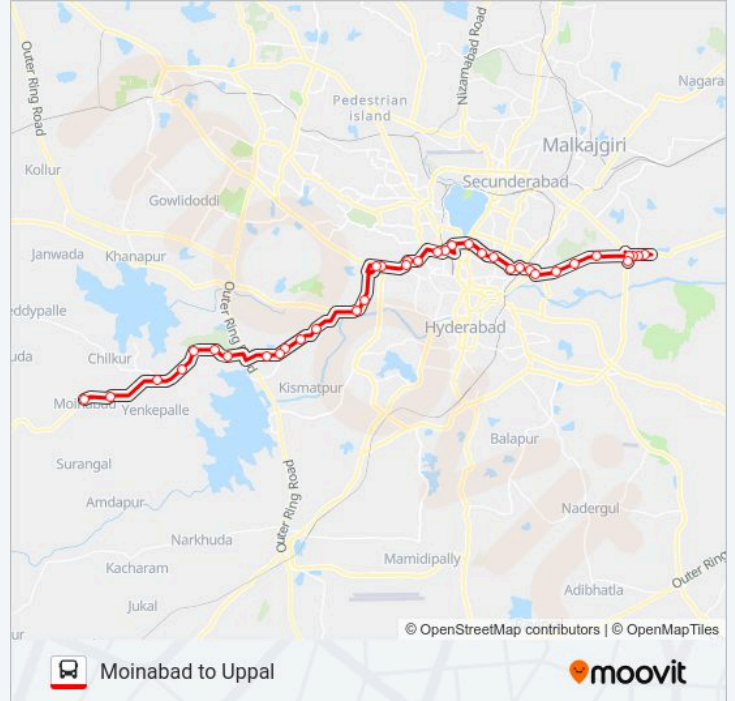 Outer Ring Road
Nizamabad Road
Nagara
Pedestrian
island
Malkajgiri
Kollur
Secunderabad
Gowlidoddi
Janwada
Khanapur
Outer Ring Road
eddypalle
Hyderabad
uda
Chilkur
Kismatpur
Moinabad
Yenkepalle
Balapur
Surangal
Outer Ring Road
Amdapur
Nadergul
Narkhuda
Mamidipally
Kacharam
Outer Ring
Adibhatla
Jukal
ur
© OpenStreetMap contributors | © OpenMapTiles
Moinabad to Uppal
moovit